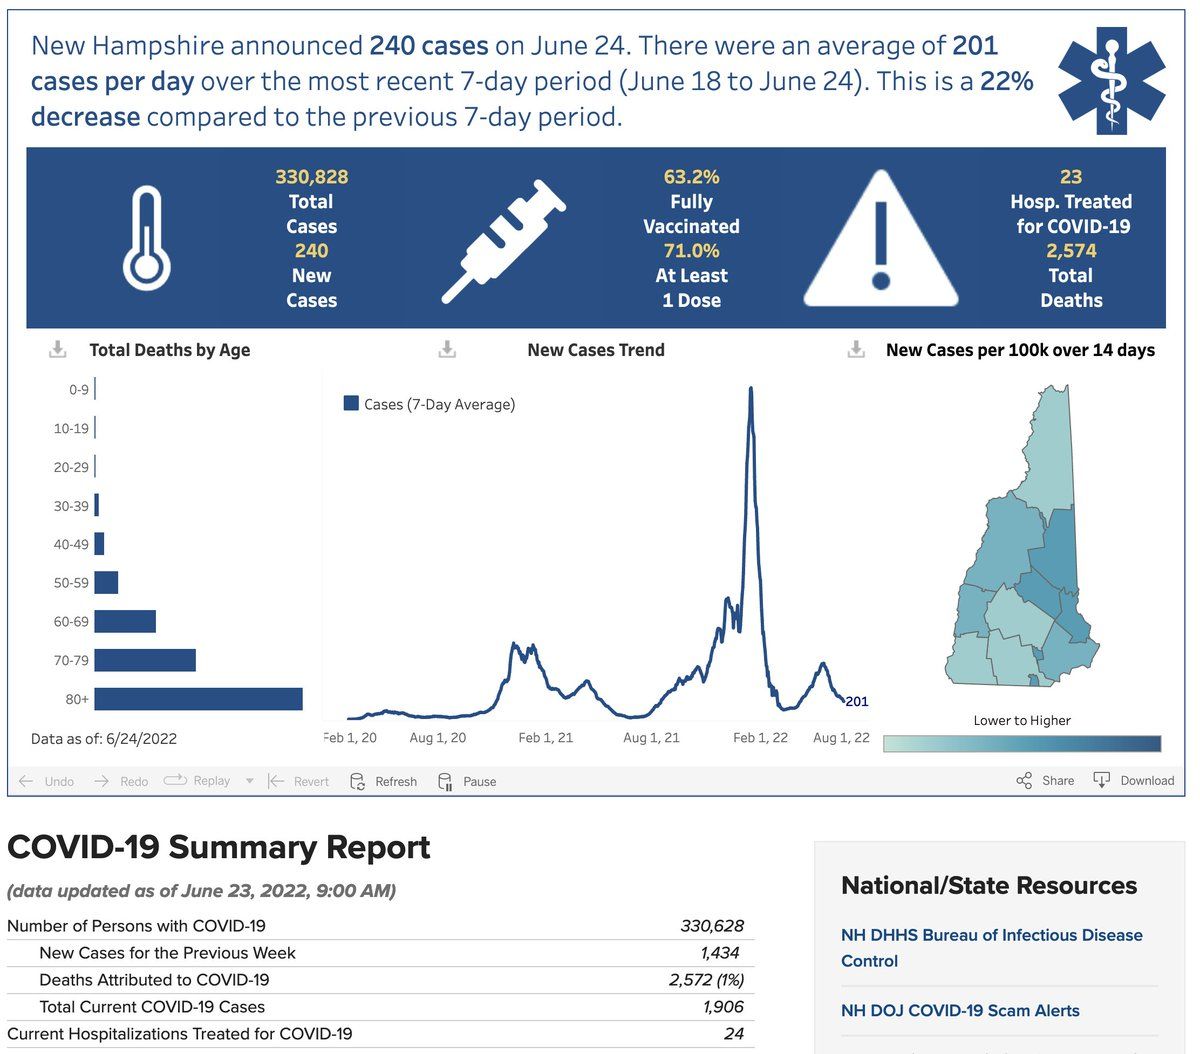 New Hampshire announced 240 cases on June 24. There were an average of 201
cases per day over the most recent 7-day period (June 18 to June 24). This is a 22%
decrease compared to the previous 7-day period.
330,828
Total
Cases
240
New
Cases
63.2%
Fully
Vaccinated
71.0%
At Least
1 Dose
23
Hosp. Treated
for COVID-19
2,574
Total
Deaths
Total Deaths by Age
0-9
10-19
20-29
30-39
40-49
50-59
60-69
70-79
80+
Data as of: 6/24/2022
New Cases Trend
Cases (7-Day Average)
201
Feb 1, 20 Aug 1, 20 Feb 1, 21 Aug 1, 21 Feb 1, 22 Aug 1, 22
New Cases per 100k over 14 days
Lower to Higher
Undo Redo Replay Revert Refresh Pause Share Download
COVID-19 Summary Report
(data updated as of June 23, 2022, 9:00 AM)
Number of Persons with COVID-19 330,628
New Cases for the Previous Week 1,434
Deaths Attributed to COVID-19 2,572 (1%)
Total Current COVID-19 Cases 1,906
Current Hospitalizations Treated for COVID-19 24
National/State Resources
NH DHHS Bureau of Infectious Disease
Control
NH DOJ COVID-19 Scam Alerts